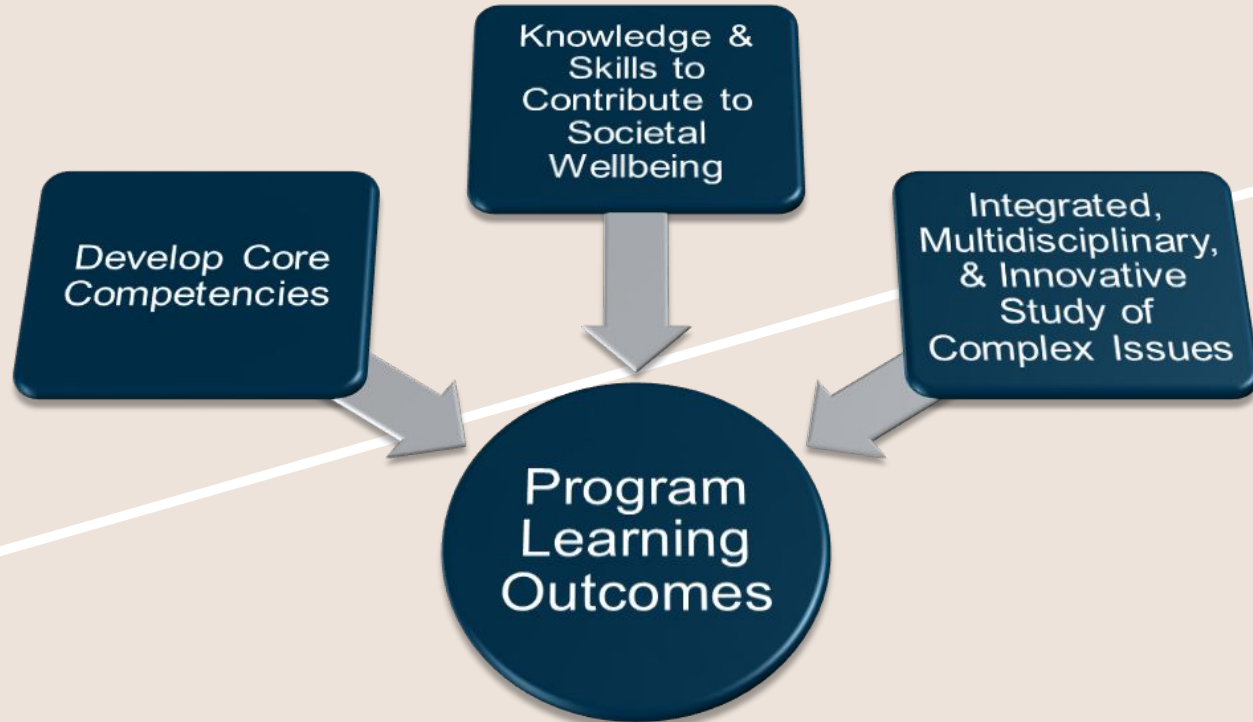 Knowledge &
Skills to
Contribute to
Societal
Wellbeing
Develop Core
Competencies
Integrated,
Multidisciplinary,
& Innovative
Study of
Complex Issues
Program
Learning
Outcomes